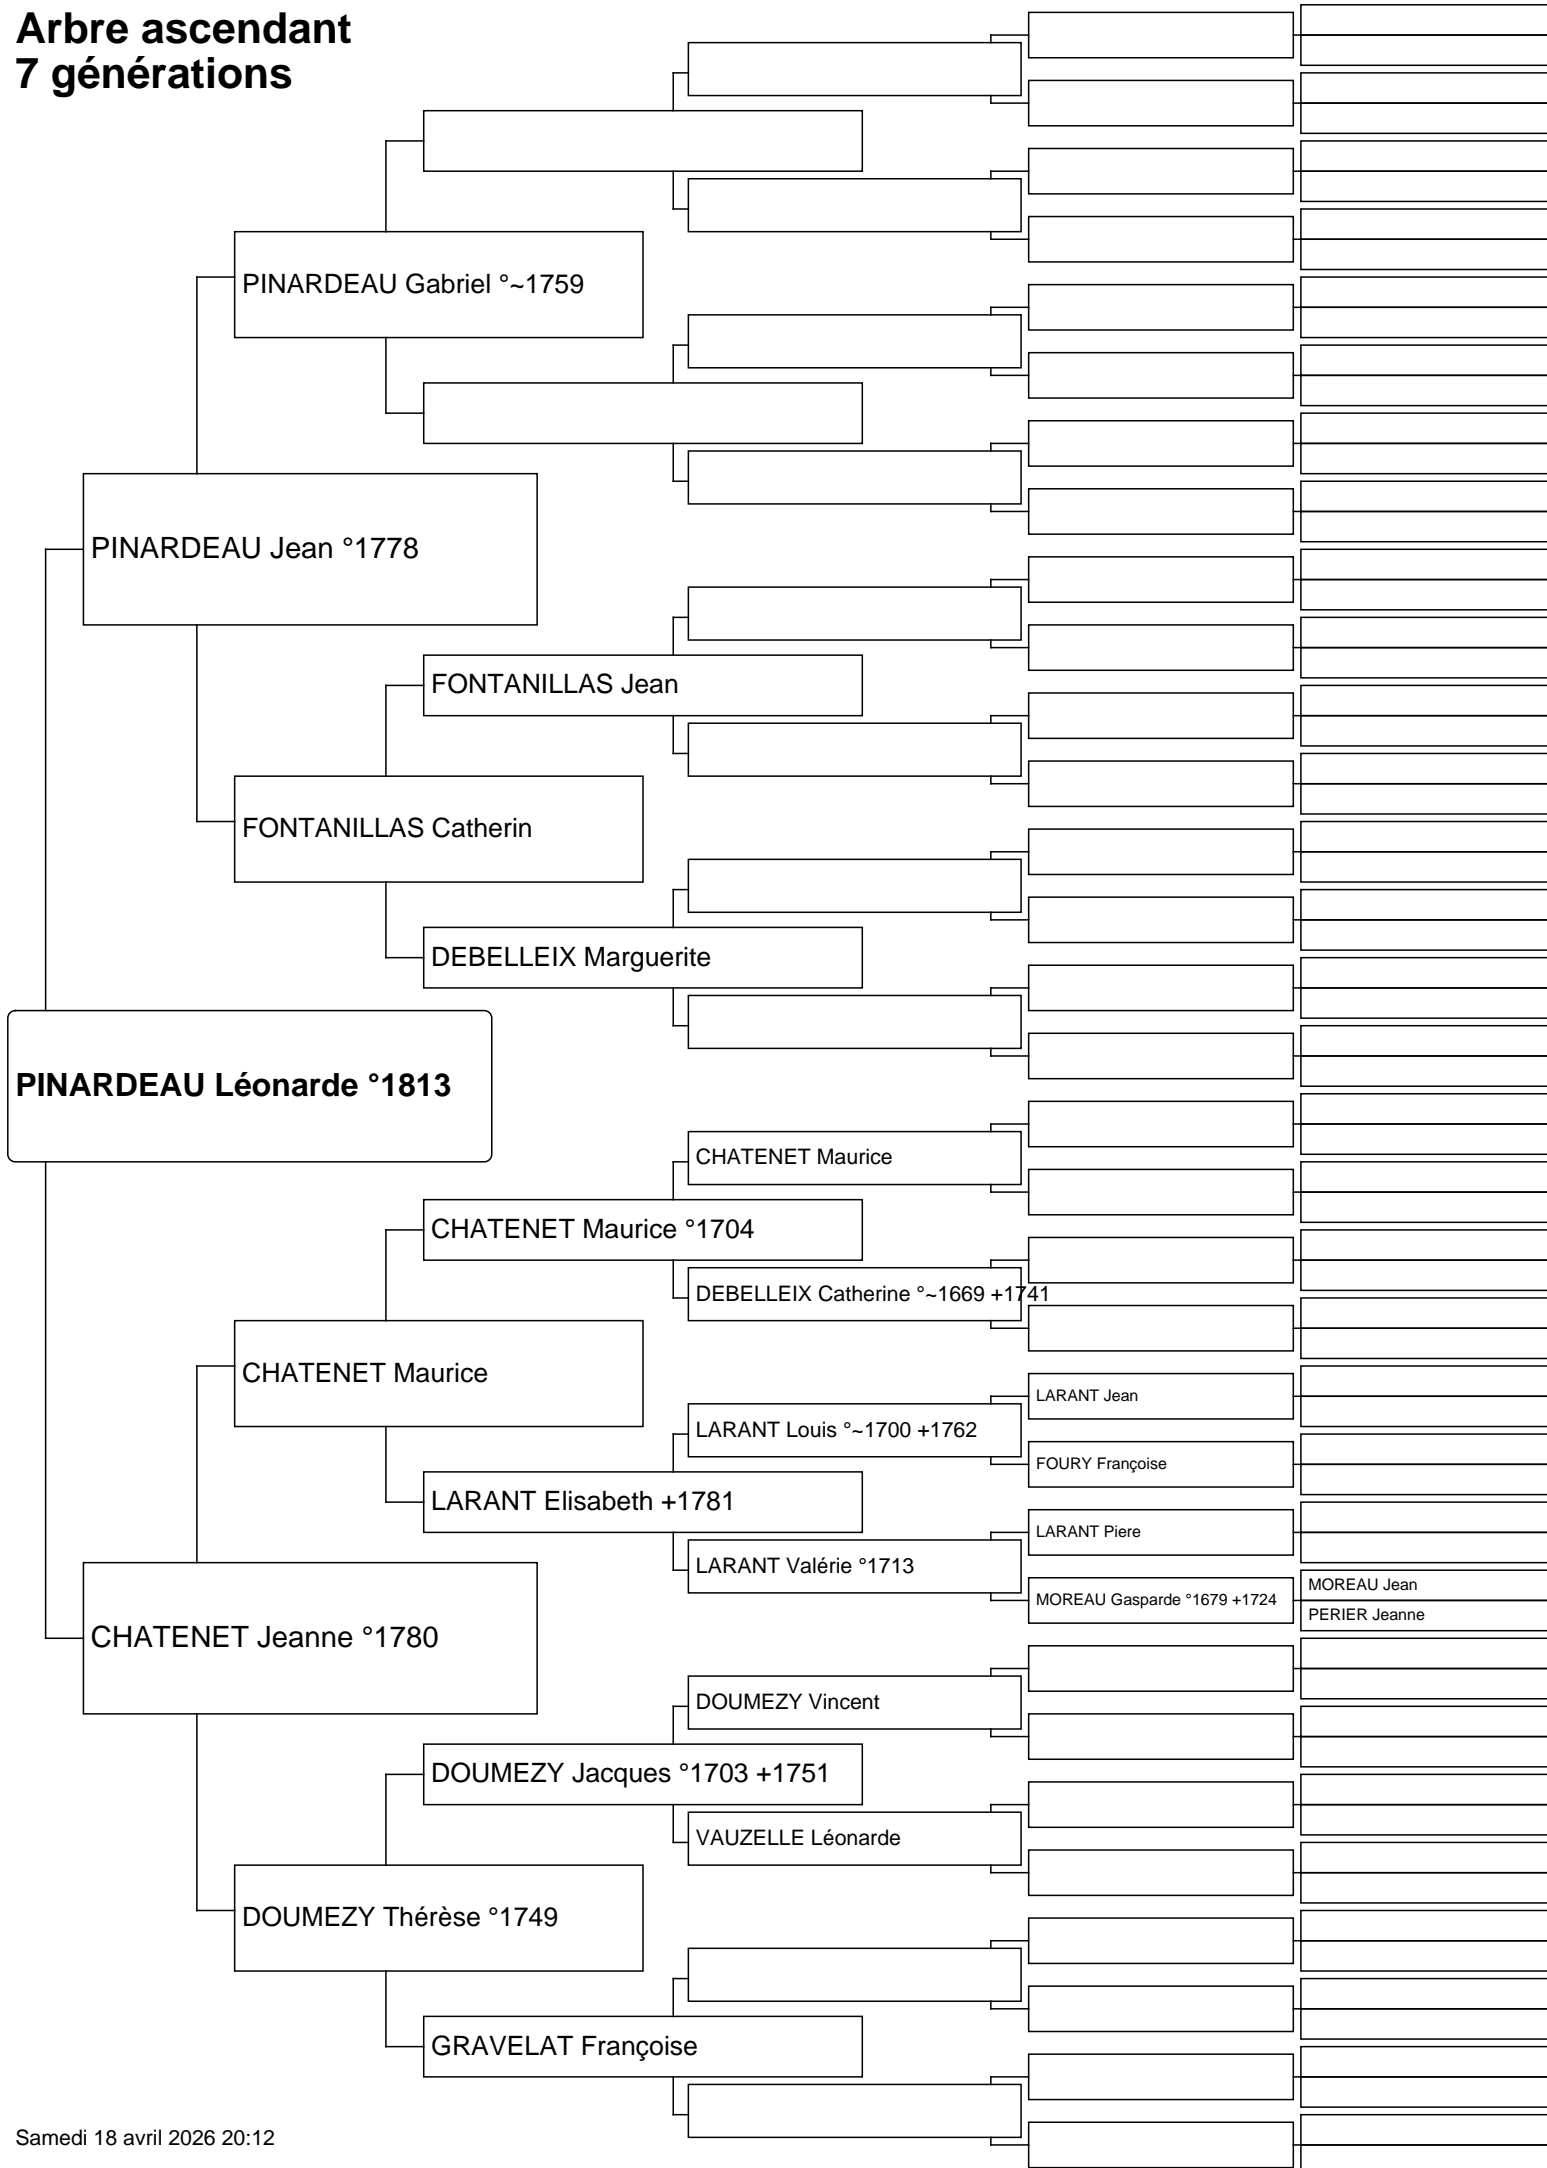 Arbre ascendant
7 générations
PINARDEAU Gabriel °~1759
PINARDEAU Jean °1778
FONTANILLAS Jean
FONTANILLAS Catherin
DEBELLEIX Marguerite
PINARDEAU Léonarde °1813
CHATENET Maurice
CHATENET Maurice °1704
DEBELLEIX Catherine °~1669 +1741
CHATENET Maurice
LARANT Jean
LARANT Louis °~1700 +1762
FOURY Françoise
LARANT Elisabeth +1781
LARANT Piere
LARANT Valérie °1713
MOREAU Jean
MOREAU Gasparde °1679 +1724
PERIER Jeanne
CHATENET Jeanne °1780
DOUMEZY Vincent
DOUMEZY Jacques °1703 +1751
VAUZELLE Léonarde
DOUMEZY Thérèse °1749
GRAVELAT Françoise
Samedi 18 avril 2026 20:12